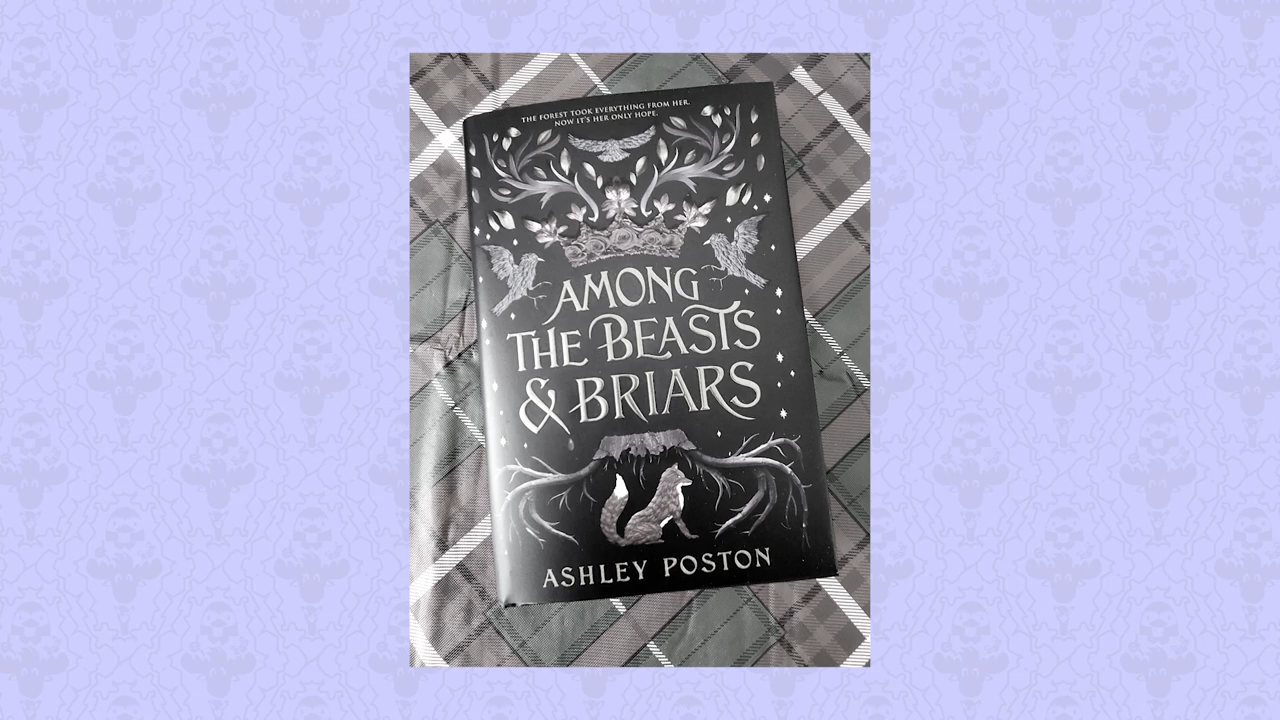 THE FOREST TOOK EVERYTHING FROM HER.
NOW IT'S HER ONLY HOPE.
AMONG
THE BEASTS
& BRIARS
ASHLEY POSTON